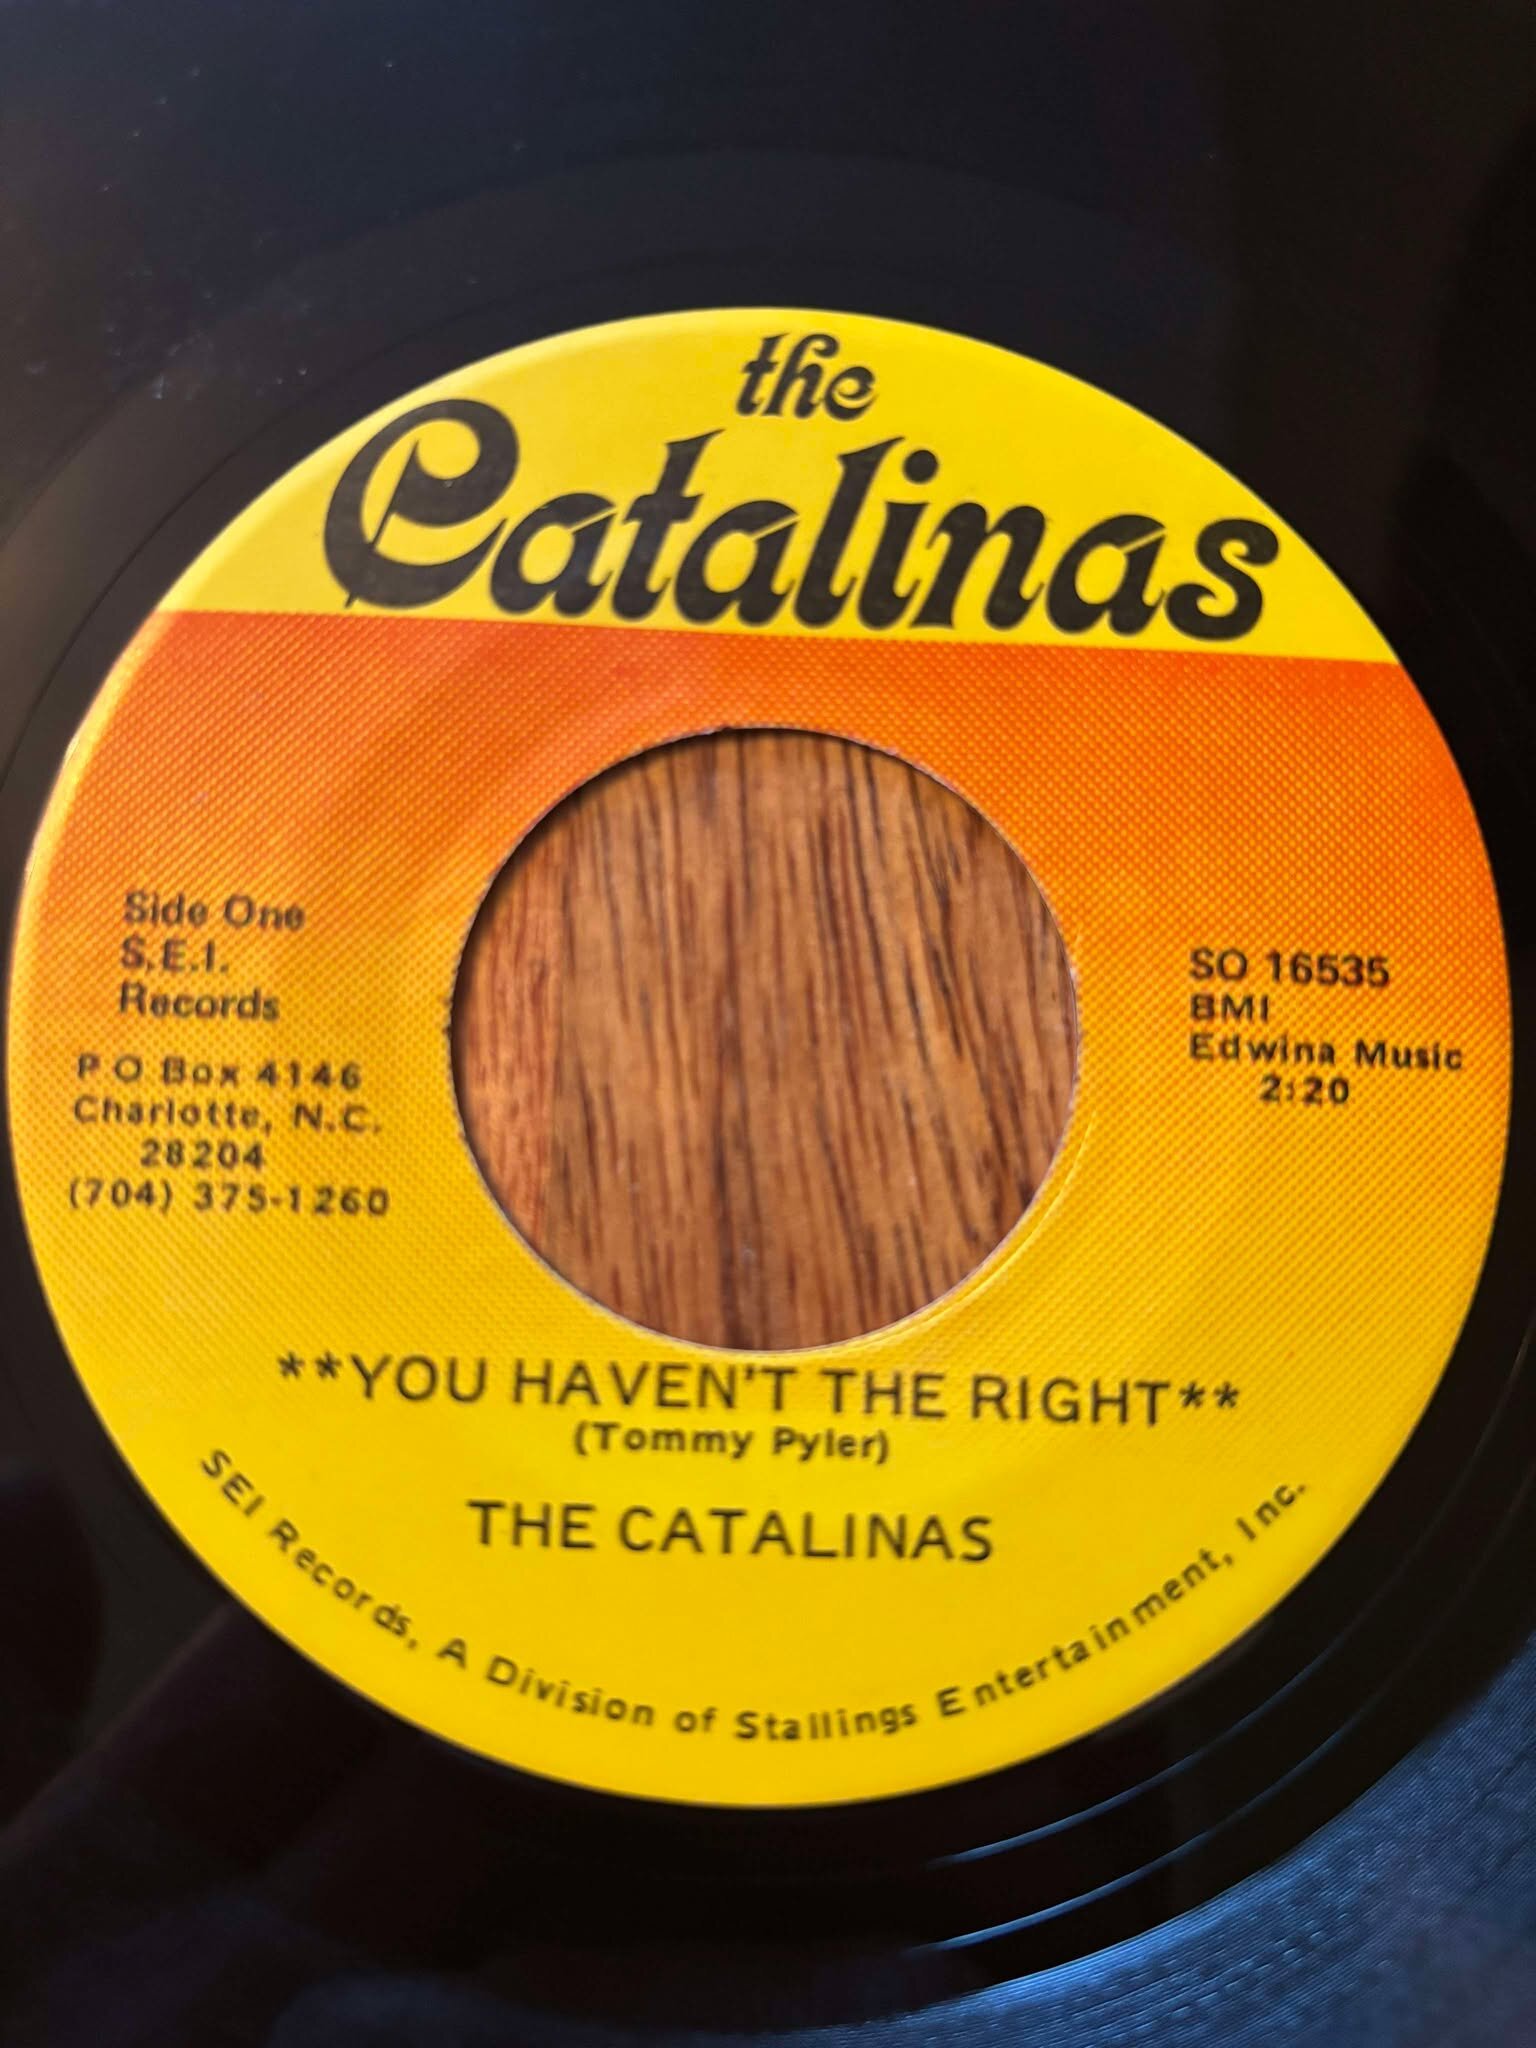 the
Catalinas
Side One
S.E.I.
Records
P O Box 4146
Charlotte, N.C.
28204
(704) 375-1260
SO 16535
BMI
Edwina Music
2:20
**YOU HAVEN'T THE RIGHT**
(Tommy Pyler)
THE CATALINAS
SEI Records, A Division of Stallings Entertainment, Inc.